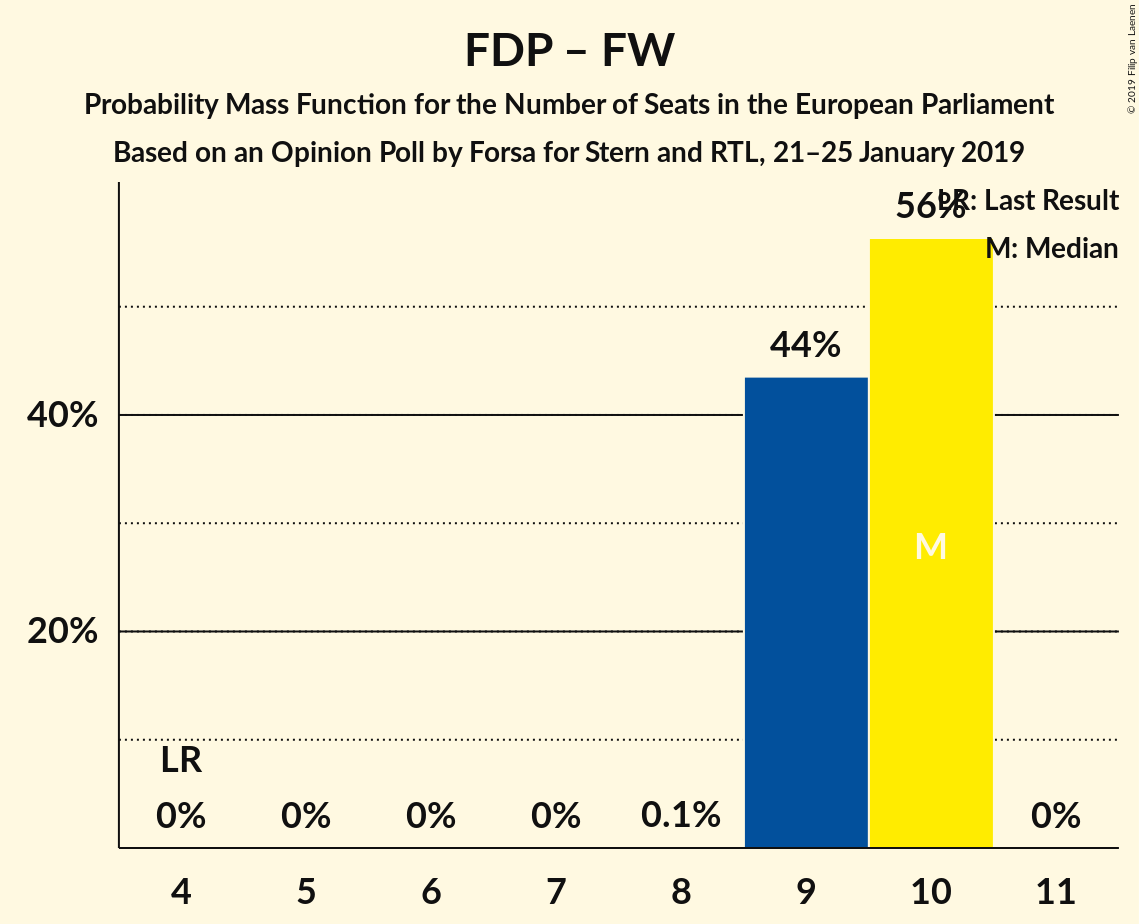 FDP – FW
Probability Mass Function for the Number of Seats in the European Parliament
Based on an Opinion Poll by Forsa for Stern and RTL, 21–25 January 2019
© 2019 Filip van Laenen
LR: Last Result
M: Median
56%
44%
40%
M
20%
LR
0% 0% 0% 0% 0.1% 0%
4 5 6 7 8 9 10 11